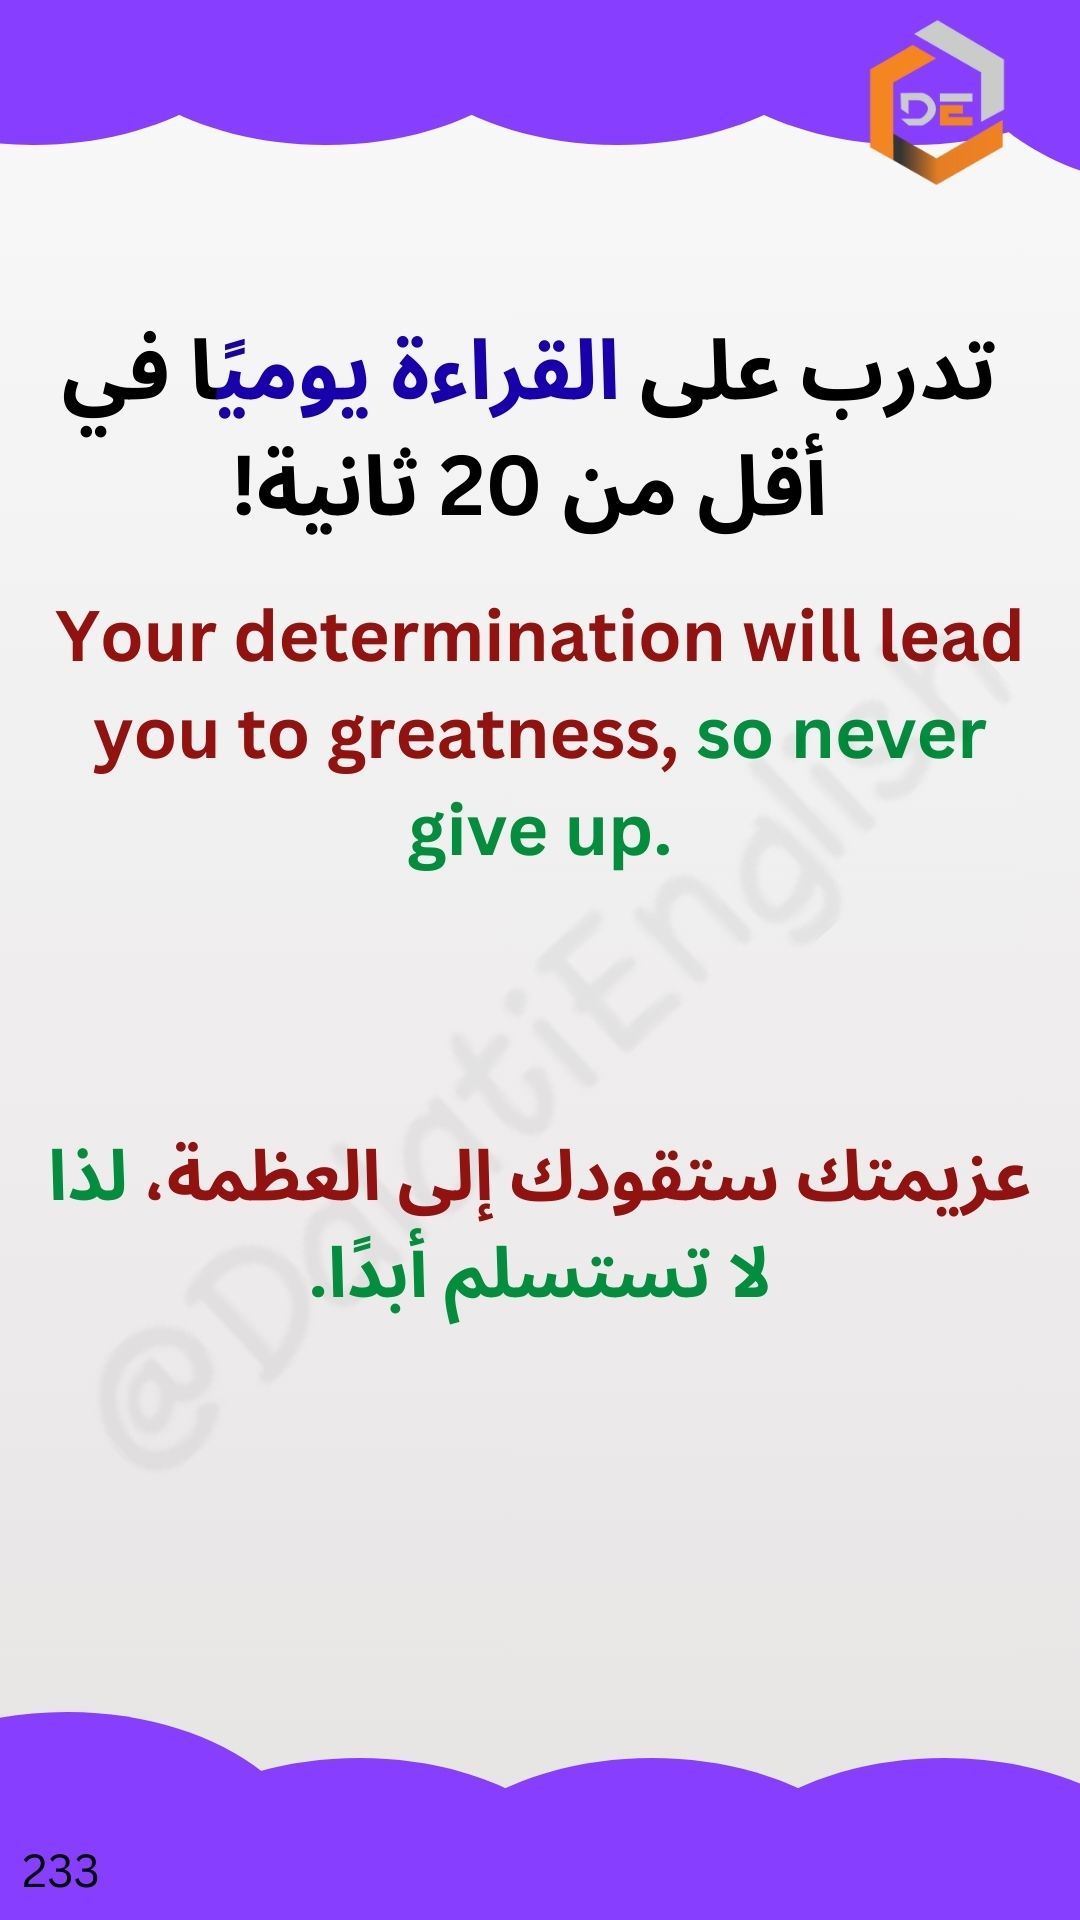 DE
تدرب على القراءة يوميًا في
أقل من 20 ثانية!
Your determination will lead
you to greatness, so never
give up.
عزيمتك ستقودك إلى العظمة، لذا
لا تستسلم أبدًا.
@DalatiEnglish
233